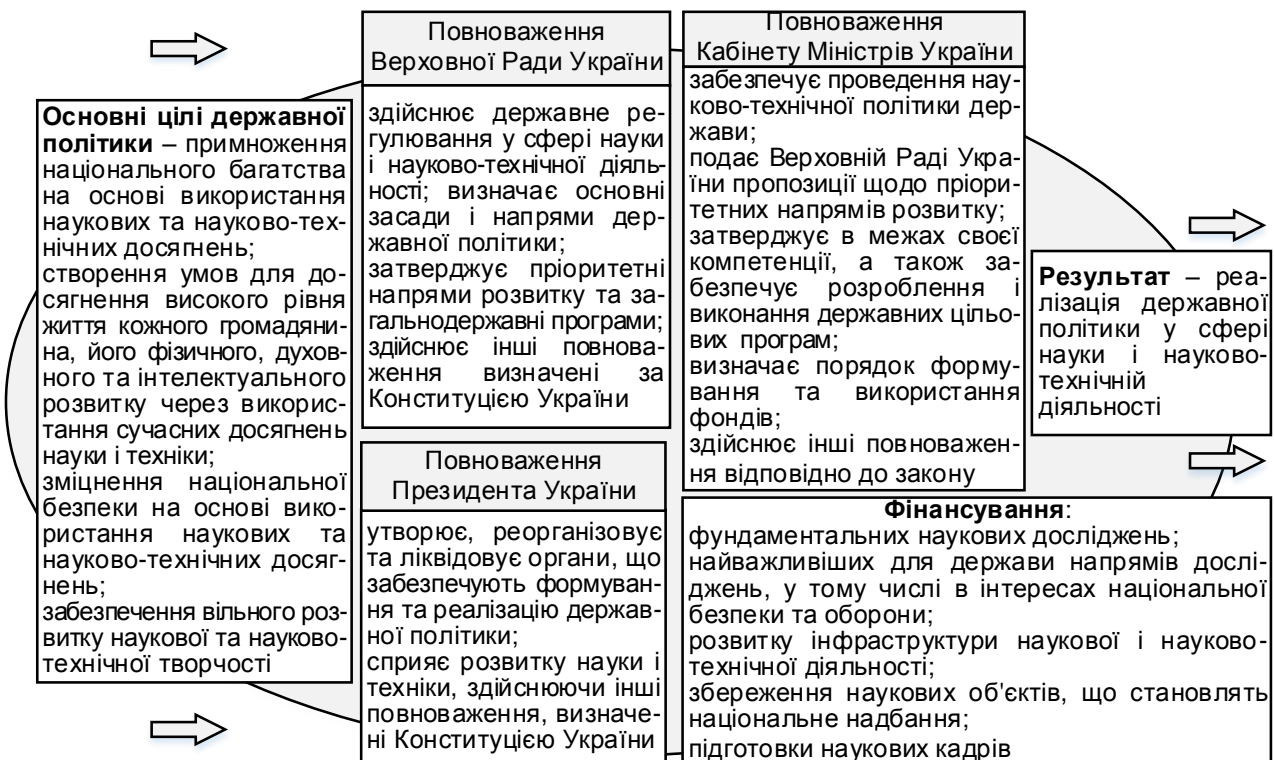 Основні цілі державної
політики – примноження
національного багатства
на основі використання
наукових та науково-тех-
нічних досягнень;
створення умов для до-
сягнення високого рівня
життя кожного громадяни-
на, його фізичного, духов-
ного та інтелектуального
розвитку через викорис-
тання сучасних досягнень
науки і техніки;
зміцнення національної
безпеки на основі вико-
ристання наукових та
науково-технічних досяг-
нень;
забезпечення вільного роз-
витку наукової та науково-
технічної творчості
Повноваження
Верховної Ради України
здійснює державне ре-
гулювання у сфері науки
і науково-технічної діяль-
ності; визначає основні
засади і напрями дер-
жавної політики;
затверджує пріоритетні
напрями розвитку та за-
гальнодержавні програми;
здійснює інші повнова-
ження визначені за
Конституцією України
Повноваження
Президента України
утворює, реорганізовує
та ліквідовує органи, що
забезпечують формуван-
ня та реалізацію держав-
ної політики;
сприяє розвитку науки і
техніки, здійснюючи інші
повноваження, визначе-
ні Конституцією України
Повноваження
Кабінету Міністрів України
забезпечує проведення нау-
ково-технічної політики дер-
жави;
подає Верховній Раді Укра-
їни пропозиції щодо пріори-
тетних напрямів розвитку;
затверджує в межах своєї
компетенції, а також за-
безпечує розроблення і
виконання державних цільо-
вих програм;
визначає порядок форму-
вання та використання
фондів;
здійснює інші повноважен-
ня відповідно до закону
Фінансування:
фундаментальних наукових досліджень;
найважливіших для держави напрямів дослі-
джень, у тому числі в інтересах національної
безпеки та оборони;
розвитку інфраструктури наукової і науково-
технічної діяльності;
збереження наукових об'єктів, що становлять
національне надбання;
підготовки наукових кадрів
Результат – реа-
лізація державної
політики у сфері
науки і науково-
технічній
діяльності